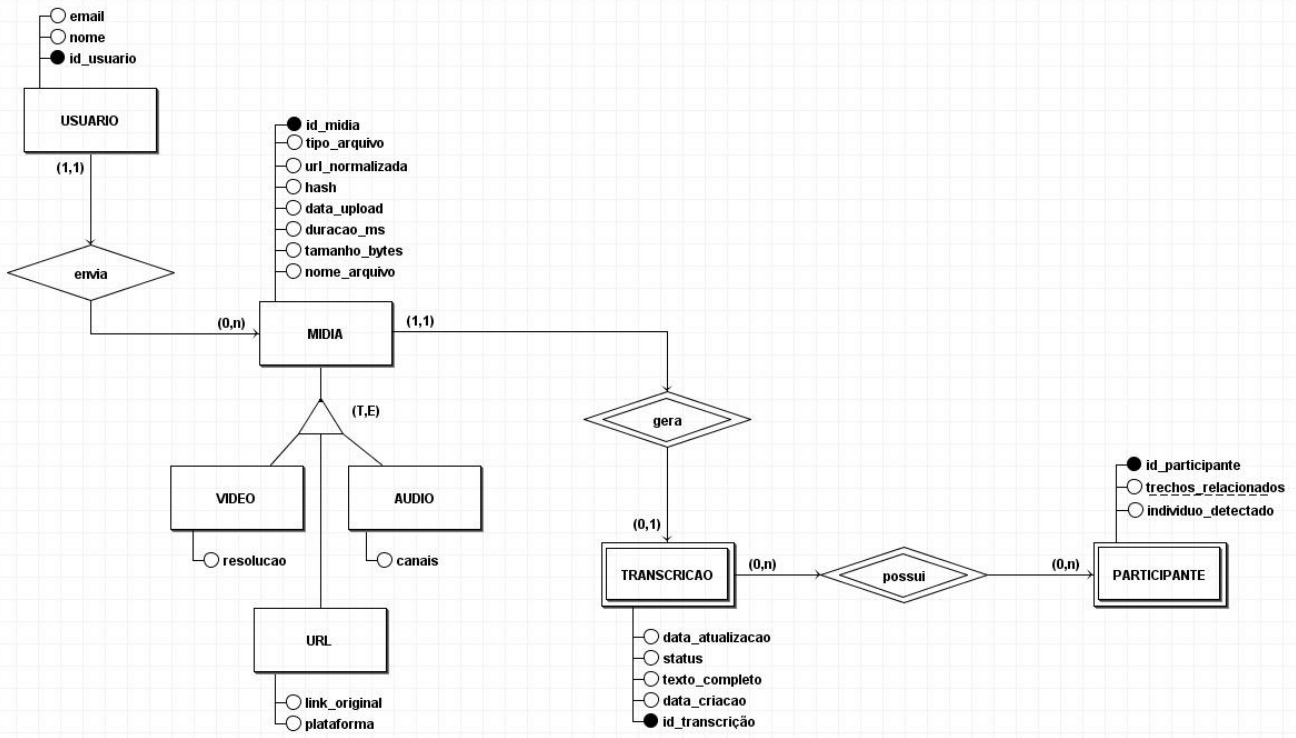 email
nome
id_usuario
USUARIO
(1,1)
envia
(0,n)
id_midia
tipo_arquivo
url_normalizada
hash
data_upload
duracao_ms
tamanho_bytes
nome_arquivo
MIDIA
(1,1)
(T,E)
VIDEO
resolucao
AUDIO
canais
URL
link_original
plataforma
gera
(0,1)
TRANSCRICAO
(0,n)
data_atualizacao
status
texto_completo
data_criacao
id_transcrição
possui
(0,n)
id_participante
trechos_relacionados
individuo_detectado
PARTICIPANTE